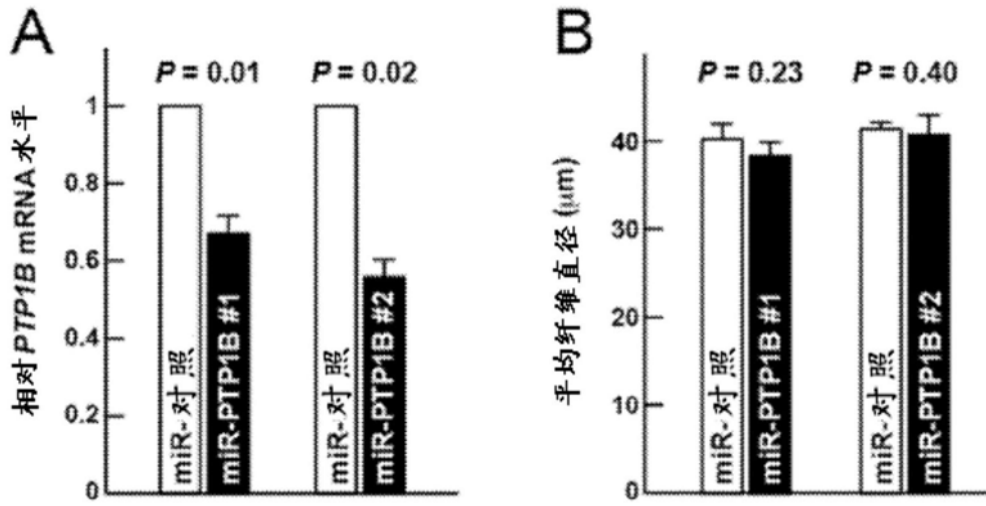 A
P = 0.01
P = 0.02
相对 PTP1B mRNA 水平
1
0.8
0.6
0.4
0.2
0
miR-对照
miR-PTP1B #1
miR-对照
miR-PTP1B #2
B
P = 0.23
P = 0.40
平均纤维直径 (μm)
40
30
20
10
0
miR-对照
miR-PTP1B #1
miR-对照
miR-PTP1B #2